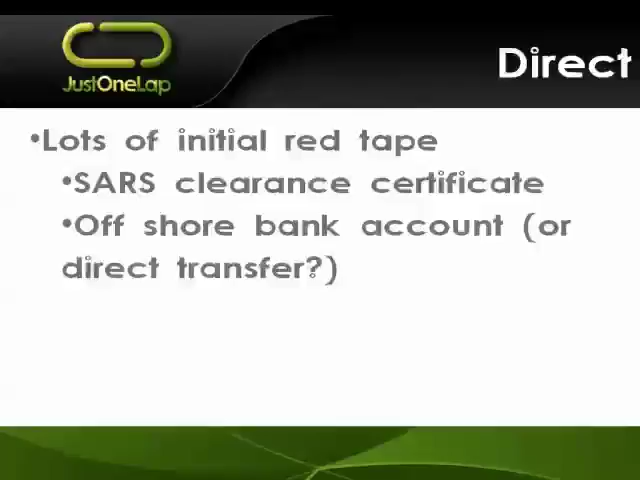 JustOneLap
Direct
•Lots of initial red tape
•SARS clearance certificate
•Off shore bank account (or
direct transfer?)